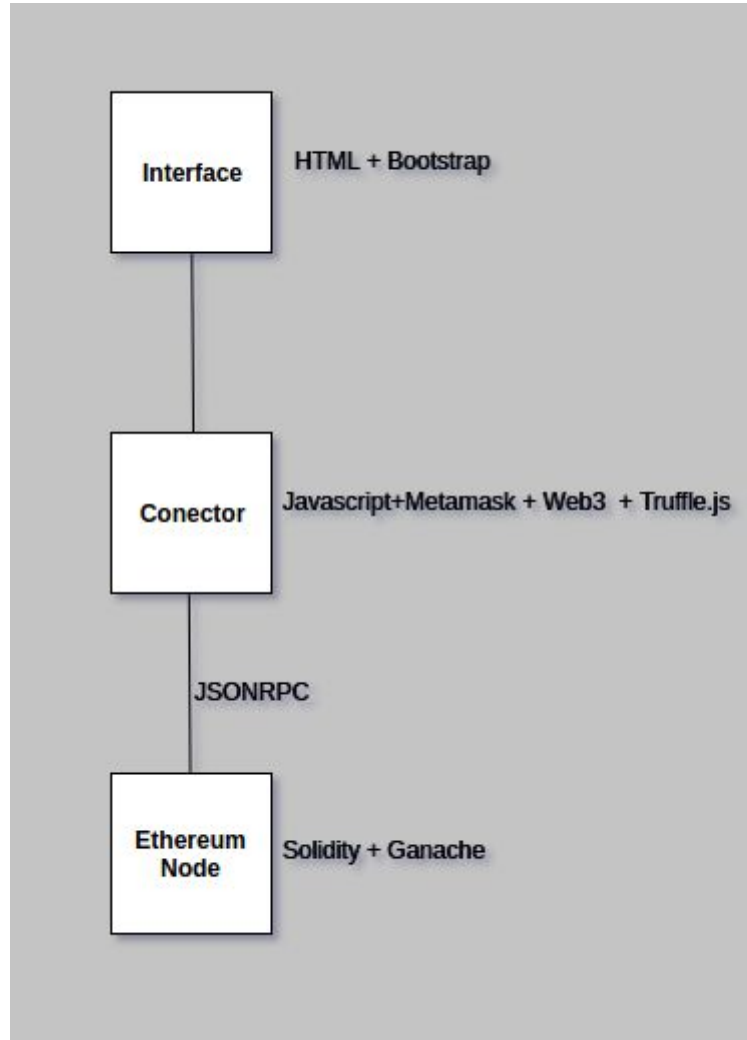 Interface
HTML + Bootstrap
Conector
Javascript+Metamask + Web3 + Truffle.js
JSONRPC
Ethereum
Node
Solidity + Ganache